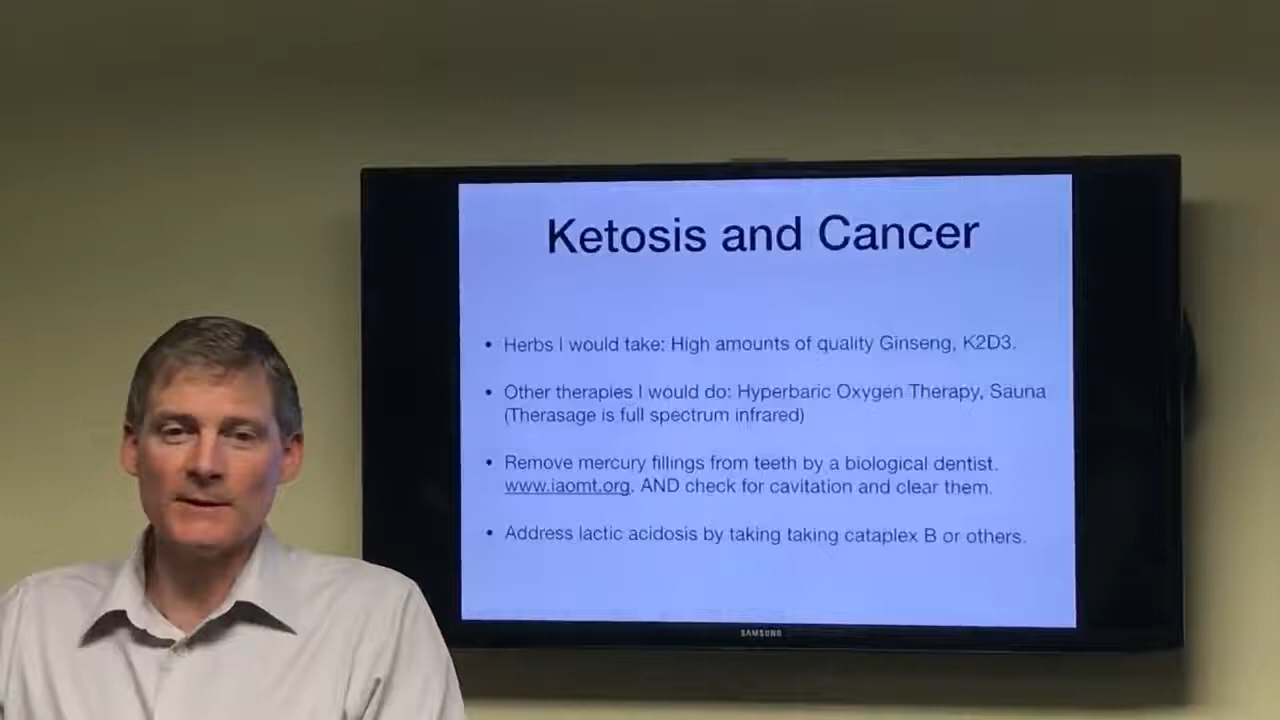 Ketosis and Cancer
• Herbs I would take: High amounts of quality Ginseng, K2D3.
• Other therapies I would do: Hyperbaric Oxygen Therapy, Sauna
(Therasage is full spectrum infrared)
• Remove mercury fillings from teeth by a biological dentist.
www.iaomt.org. AND check for cavitation and clear them.
• Address lactic acidosis by taking taking cataplex B or others.
SAMSUNG